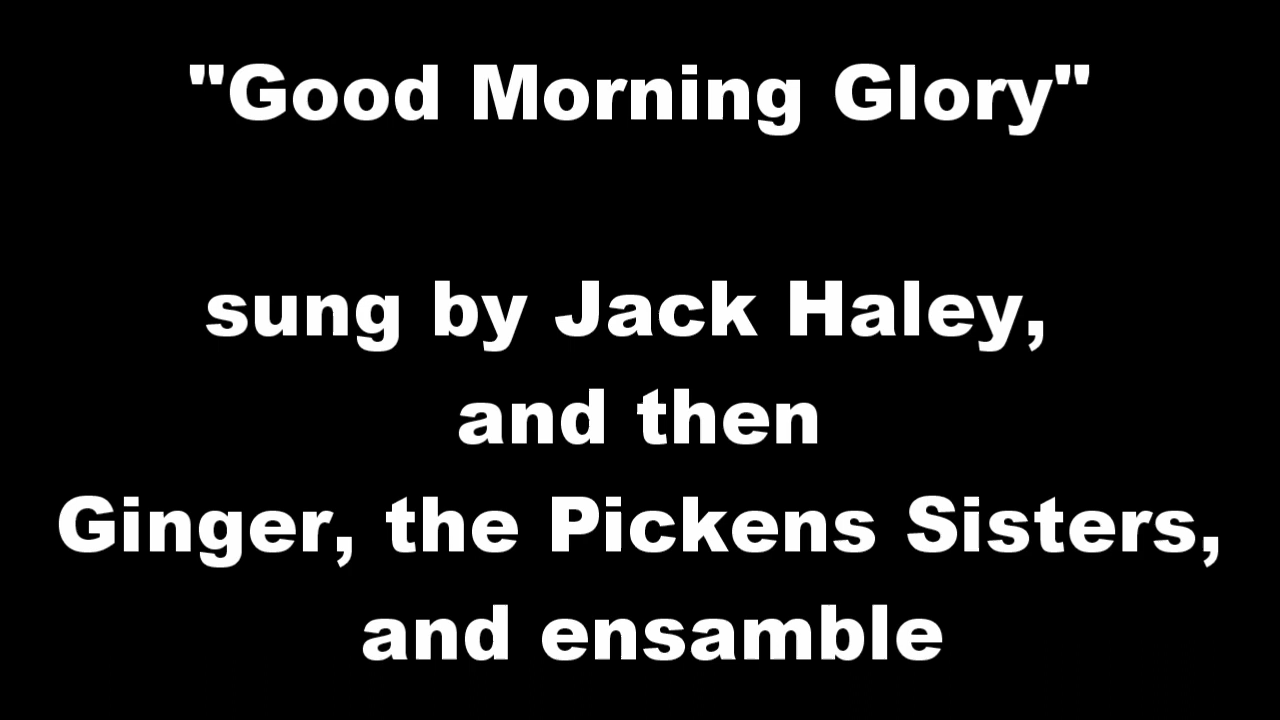 "Good Morning Glory"
sung by Jack Haley,
and then
Ginger, the Pickens Sisters,
and ensamble